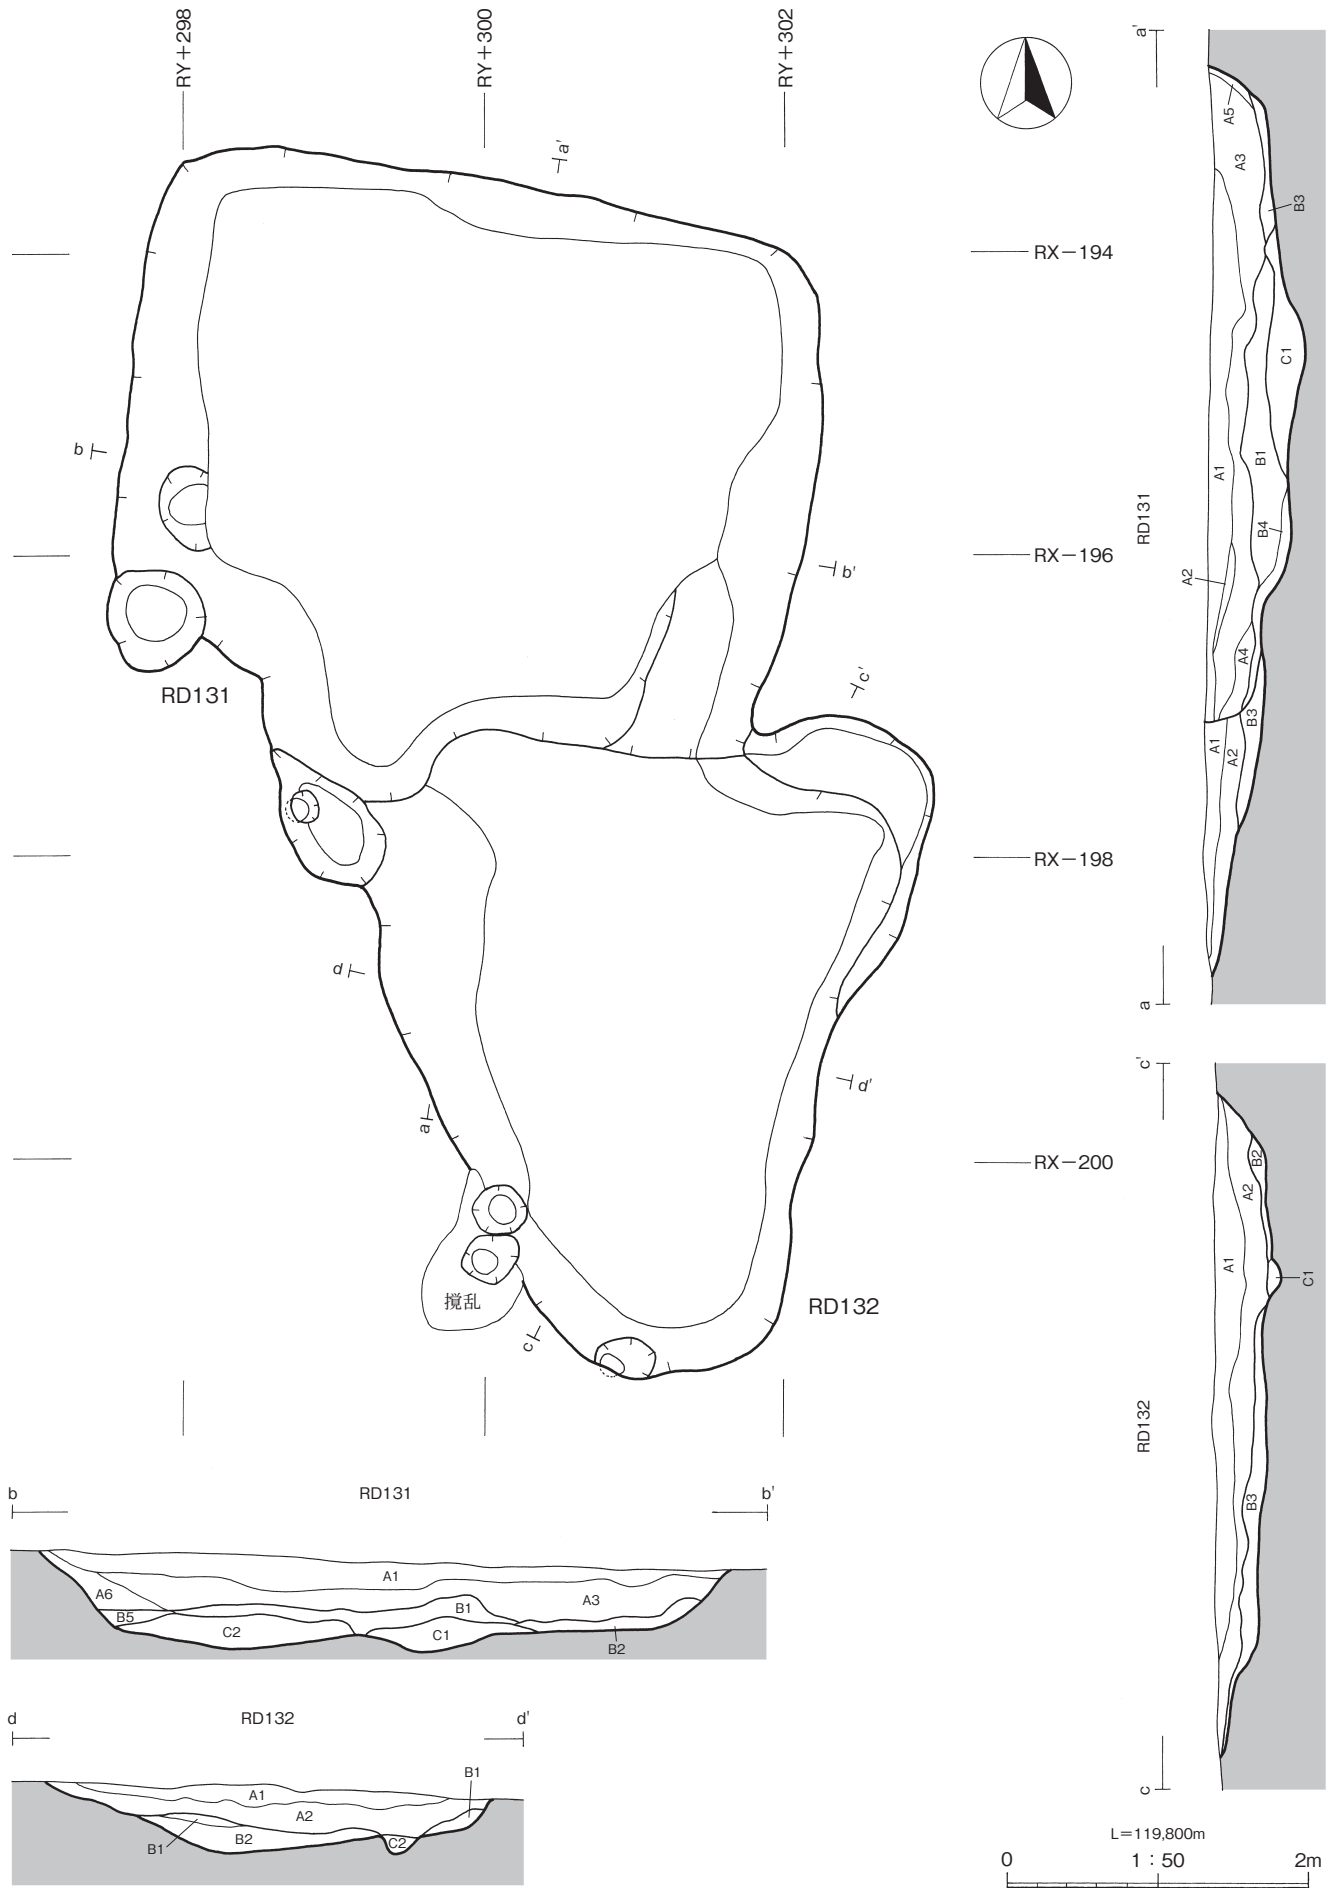 RY+298
RY+300
RY+302
a'
RX-194
b
RX-196
b'
RD131
c'
RX-198
d
d'
a
RX-200
攪乱
c
RD132
a'
A5
A3
B3
C1
A1
B1
B4
RD131
A2
A4
B3
A1
A2
a
c'
B2
A2
A1
C1
RD132
B3
c
b
RD131
b'
A1
A6
A3
B1
B5
C2
C1
B2
d
RD132
d'
B1
A1
A2
B1
B2
C2
L=119,800m
0
1:50
2m